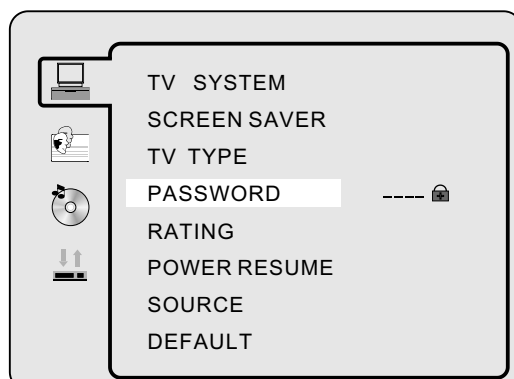 TV SYSTEM
SCREEN SAVER
TV TYPE
PASSWORD ----
RATING
POWER RESUME
SOURCE
DEFAULT